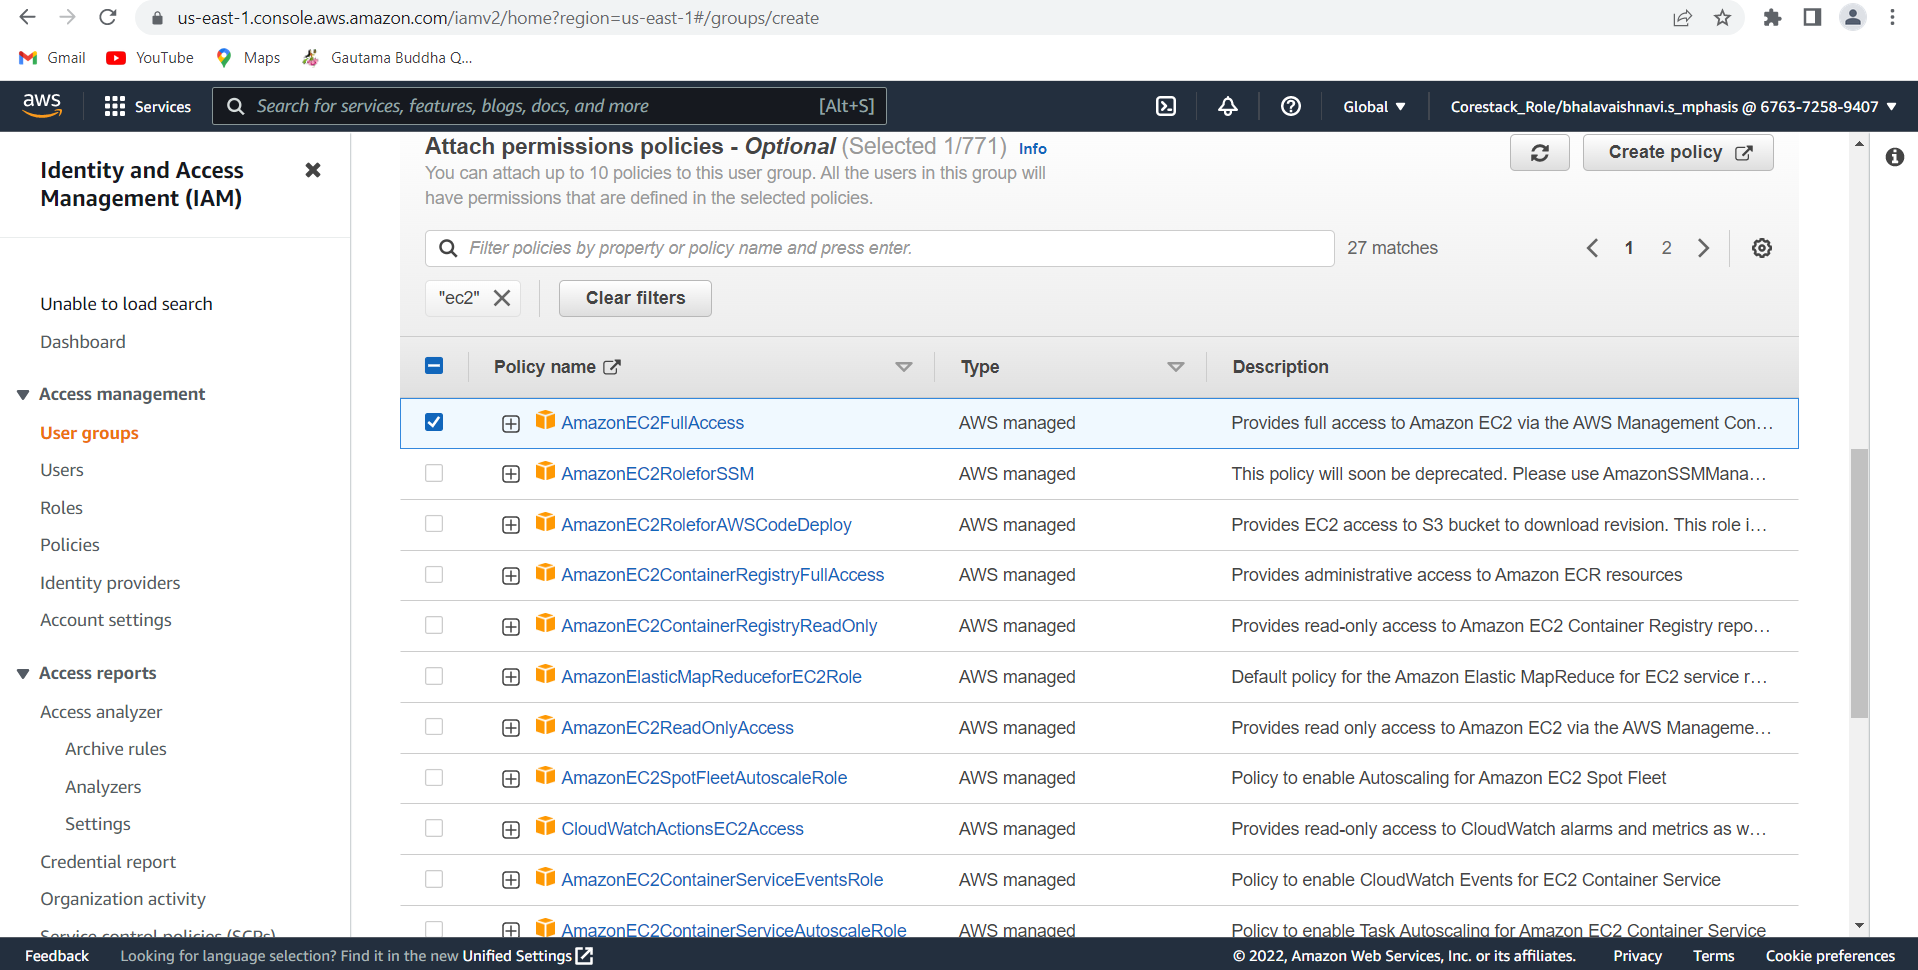 us-east-1.console.aws.amazon.com/iamv2/home?region=us-east-1#/groups/create
Gmail YouTube Maps Gautama Buddha Q...
aws Services Search for services, features, blogs, docs, and more [Alt+S] Global Corestack_Role/bhalavaishnavi.s_mphasis @ 6763-7258-9407
Identity and Access
Management (IAM)
Unable to load search
Dashboard
Access management
User groups
Users
Roles
Policies
Identity providers
Account settings
Access reports
Access analyzer
Archive rules
Analyzers
Settings
Credential report
Organization activity
Service control policies (SCPs)
Attach permissions policies - Optional (Selected 1/771) Info
Create policy
You can attach up to 10 policies to this user group. All the users in this group will
have permissions that are defined in the selected policies.
Filter policies by property or policy name and press enter. 27 matches 1 2
"ec2" Clear filters
Policy name Type Description
AmazonEC2FullAccess AWS managed Provides full access to Amazon EC2 via the AWS Management Con...
AmazonEC2RoleforSSM AWS managed This policy will soon be deprecated. Please use AmazonSSMMana...
AmazonEC2RoleforAWSCodeDeploy AWS managed Provides EC2 access to S3 bucket to download revision. This role i...
AmazonEC2ContainerRegistryFullAccess AWS managed Provides administrative access to Amazon ECR resources
AmazonEC2ContainerRegistryReadOnly AWS managed Provides read-only access to Amazon EC2 Container Registry repo...
AmazonElasticMapReduceforEC2Role AWS managed Default policy for the Amazon Elastic MapReduce for EC2 service r...
AmazonEC2ReadOnlyAccess AWS managed Provides read only access to Amazon EC2 via the AWS Manageme...
AmazonEC2SpotFleetAutoscaleRole AWS managed Policy to enable Autoscaling for Amazon EC2 Spot Fleet
CloudWatchActionsEC2Access AWS managed Provides read-only access to CloudWatch alarms and metrics as w...
AmazonEC2ContainerServiceEventsRole AWS managed Policy to enable CloudWatch Events for EC2 Container Service
AmazonEC2ContainerServiceAutoscaleRole AWS managed Policy to enable Task Autoscaling for Amazon EC2 Container Service
Feedback Looking for language selection? Find it in the new Unified Settings © 2022, Amazon Web Services, Inc. or its affiliates. Privacy Terms Cookie preferences